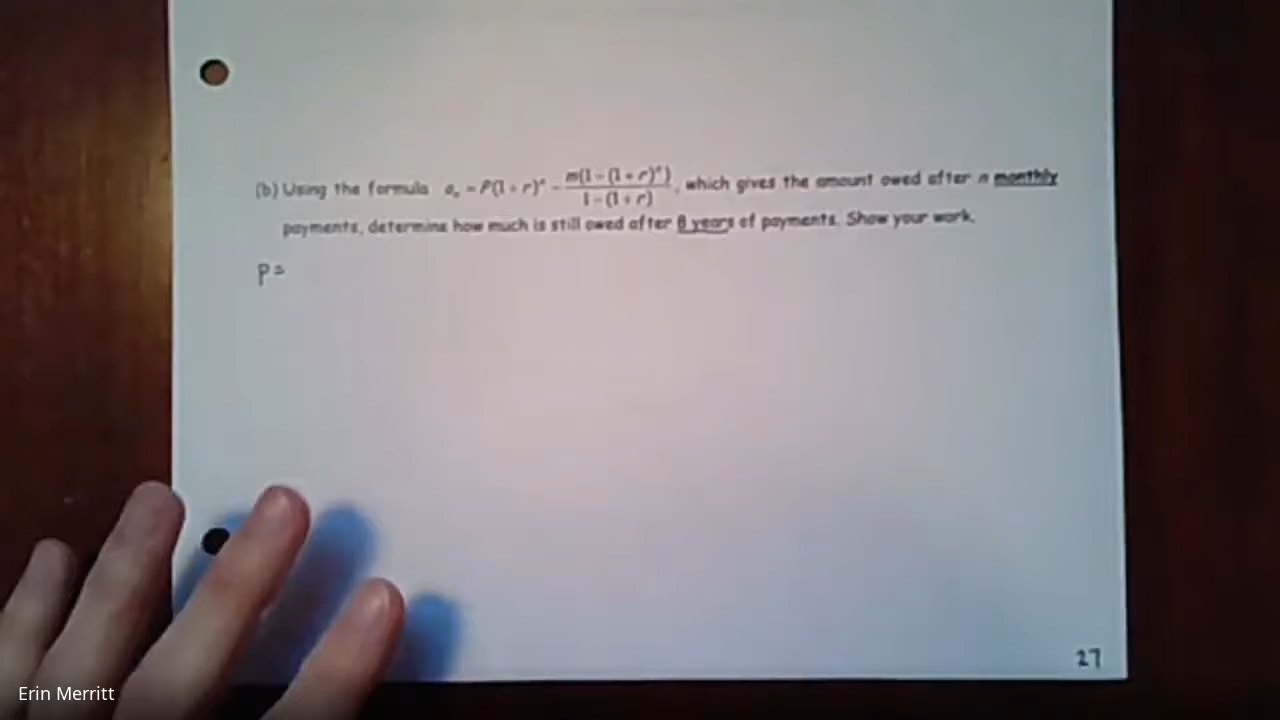 (b) Using the formula aₙ = P(1 + r)ⁿ − m(1 − (1 + r)ⁿ) / 1 − (1 + r), which gives the amount owed after n monthly
payments, determine how much is still owed after 8 years of payments. Show your work.
P =
27
Erin Merritt